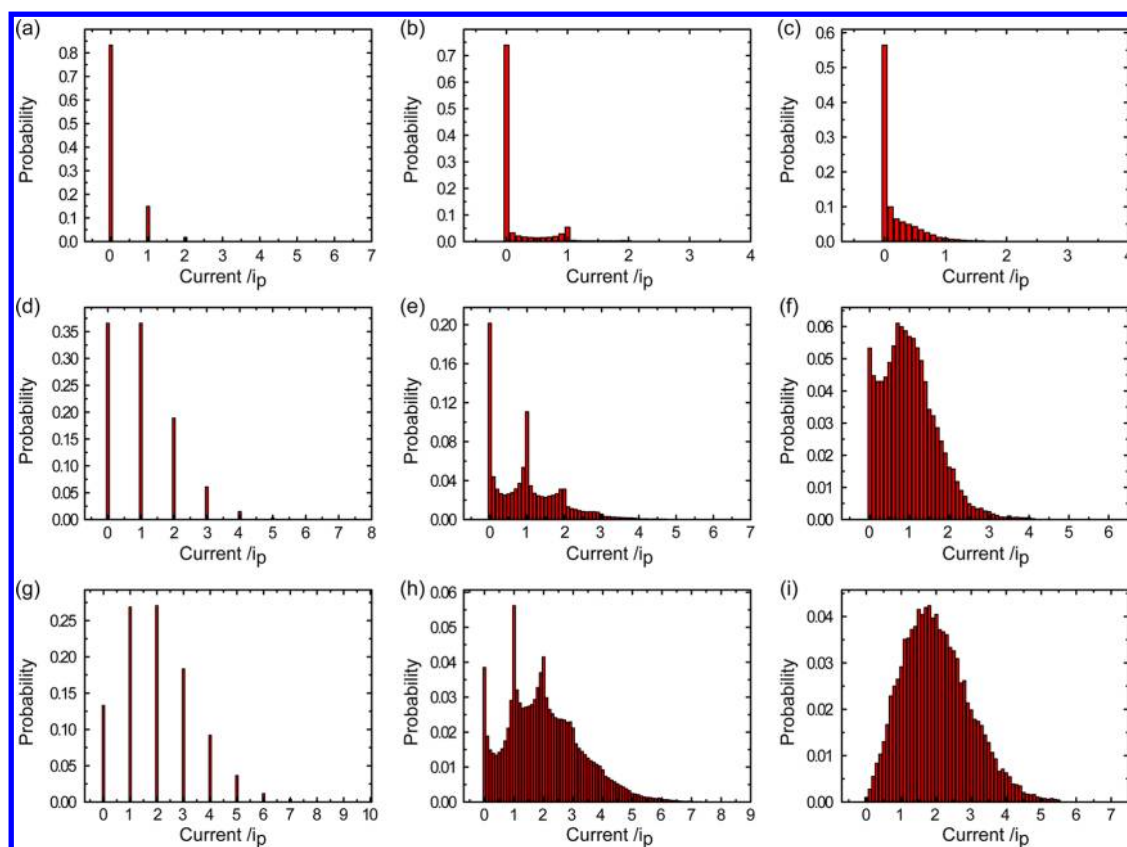 (a)
Probability
0.8
0.7
0.6
0.5
0.4
0.3
0.2
0.1
0.0
0 1 2 3 4 5 6 7
Current /ip
(b)
Probability
0.7
0.6
0.5
0.4
0.3
0.2
0.1
0.0
0 1 2 3 4
Current /ip
(c)
Probability
0.6
0.5
0.4
0.3
0.2
0.1
0.0
0 1 2 3 4
Current /ip
(d)
Probability
0.35
0.30
0.25
0.20
0.15
0.10
0.05
0.00
0 1 2 3 4 5 6 7 8
Current /ip
(e)
Probability
0.20
0.16
0.12
0.08
0.04
0.00
0 1 2 3 4 5 6 7
Current /ip
(f)
Probability
0.06
0.05
0.04
0.03
0.02
0.01
0.00
0 1 2 3 4 5 6
Current /ip
(g)
Probability
0.25
0.20
0.15
0.10
0.05
0.00
0 1 2 3 4 5 6 7 8 9 10
Current /ip
(h)
Probability
0.06
0.05
0.04
0.03
0.02
0.01
0.00
0 1 2 3 4 5 6 7 8 9
Current /ip
(i)
Probability
0.04
0.03
0.02
0.01
0.00
0 1 2 3 4 5 6 7
Current /ip